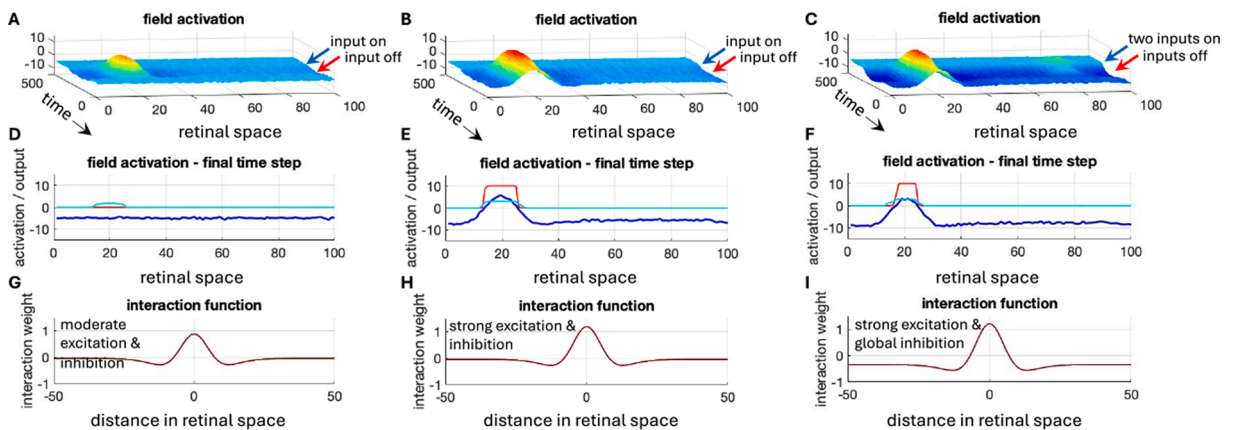 A
field activation
10
0
-10
500
0
20
40
60
80
100
input on
input off
time
retinal space
B
field activation
10
0
-10
500
0
20
40
60
80
100
input on
input off
time
retinal space
C
field activation
10
0
-10
500
0
20
40
60
80
100
two inputs on
inputs off
time
retinal space
D
field activation - final time step
activation / output
10
0
-10
0
20
40
60
80
100
retinal space
E
field activation - final time step
activation / output
10
0
-10
0
20
40
60
80
100
retinal space
F
field activation - final time step
activation / output
10
0
-10
0
20
40
60
80
100
retinal space
G
interaction function
interaction weight
moderate
excitation &
inhibition
1
0
-1
-50
0
50
distance in retinal space
H
interaction function
interaction weight
strong excitation &
inhibition
1
0
-1
-50
0
50
distance in retinal space
I
interaction function
interaction weight
strong excitation &
global inhibition
1
0
-1
-50
0
50
distance in retinal space